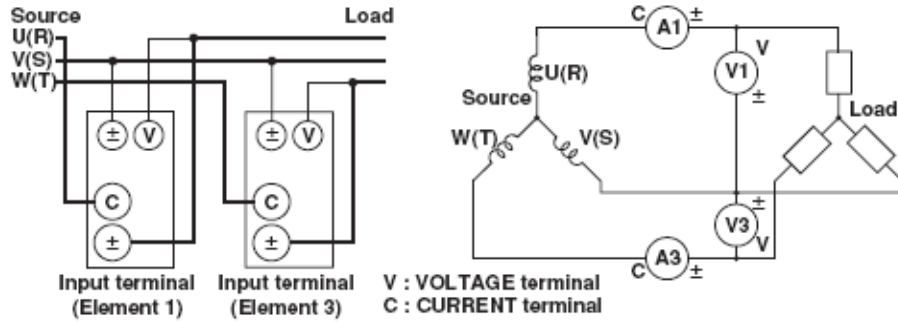 Source
Load
U(R)
V(S)
W(T)
± V
± V
C
±
C
±
Input terminal
(Element 1)
Input terminal
(Element 3)
V : VOLTAGE terminal
C : CURRENT terminal
C A1 ±
V
V1
±
U(R)
Source
W(T)
V(S)
Load
±
V3
V
C A3 ±